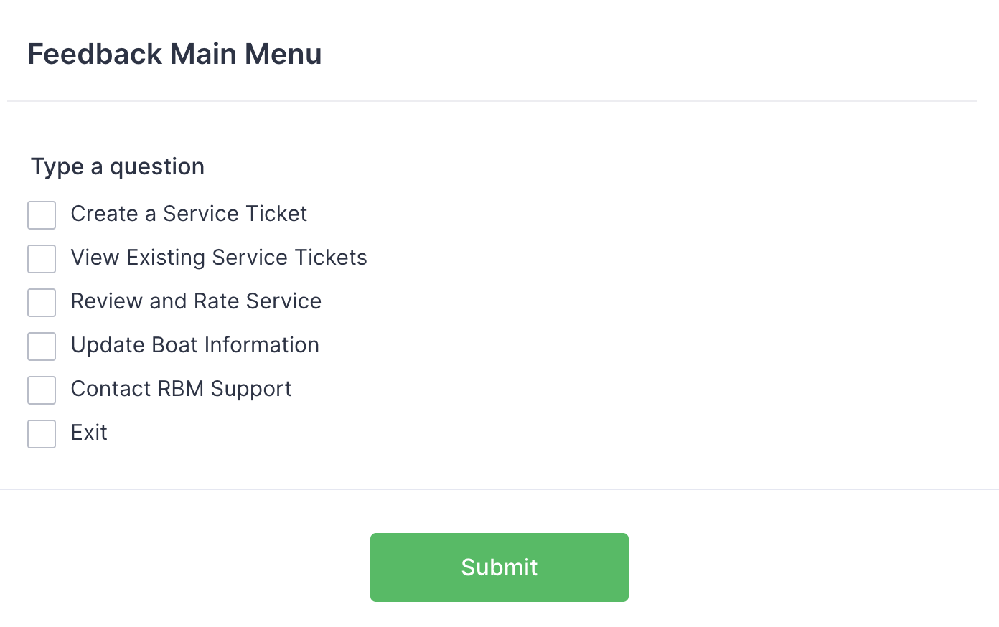 Feedback Main Menu
Type a question
Create a Service Ticket
View Existing Service Tickets
Review and Rate Service
Update Boat Information
Contact RBM Support
Exit
Submit